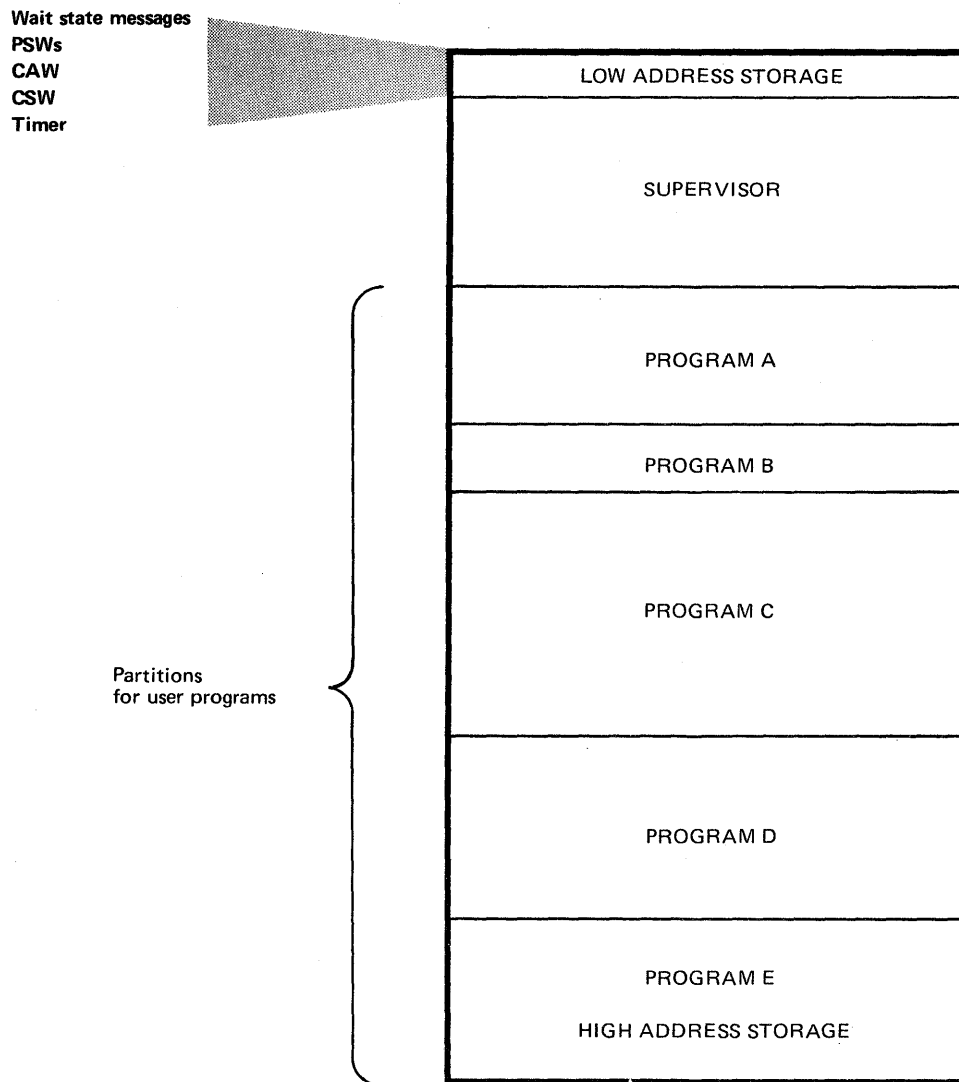 Wait state messages
PSWs
CAW
CSW
Timer
LOW ADDRESS STORAGE
SUPERVISOR
PROGRAM A
PROGRAM B
PROGRAM C
Partitions
for user programs
PROGRAM D
PROGRAM E
HIGH ADDRESS STORAGE